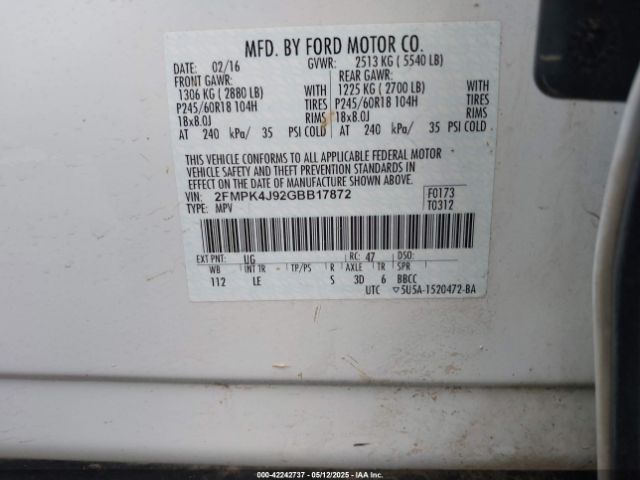 MFD. BY FORD MOTOR CO.
DATE: 02/16 GVWR: 2513 KG ( 5540 LB)
FRONT GAWR: REAR GAWR:
1306 KG ( 2880 LB) WITH 1225 KG ( 2700 LB) WITH
P245/60R18 104H TIRES P245/60R18 104H TIRES
18x8.0J RIMS 18x8.0J RIMS
AT 240 kPa/ 35 PSI COLD AT 240 kPa/ 35 PSI COLD
THIS VEHICLE CONFORMS TO ALL APPLICABLE FEDERAL MOTOR
VEHICLE SAFETY AND THEFT PREVENTION STANDARDS IN
EFFECT ON THE DATE OF MANUFACTURE SHOWN ABOVE.
VIN: 2FMPK4J92GBB17872 F0173
TYPE: MPV T0312
EXT PNT: UG RC: 47 DSO:
WB INT TR TP/PS R AXLE TR SPR
112 LE S 3D 6 BBCC
UTC ▽5U5A-1520472-BA
00-42242737 - 05/12/2025 - IAA Inc.